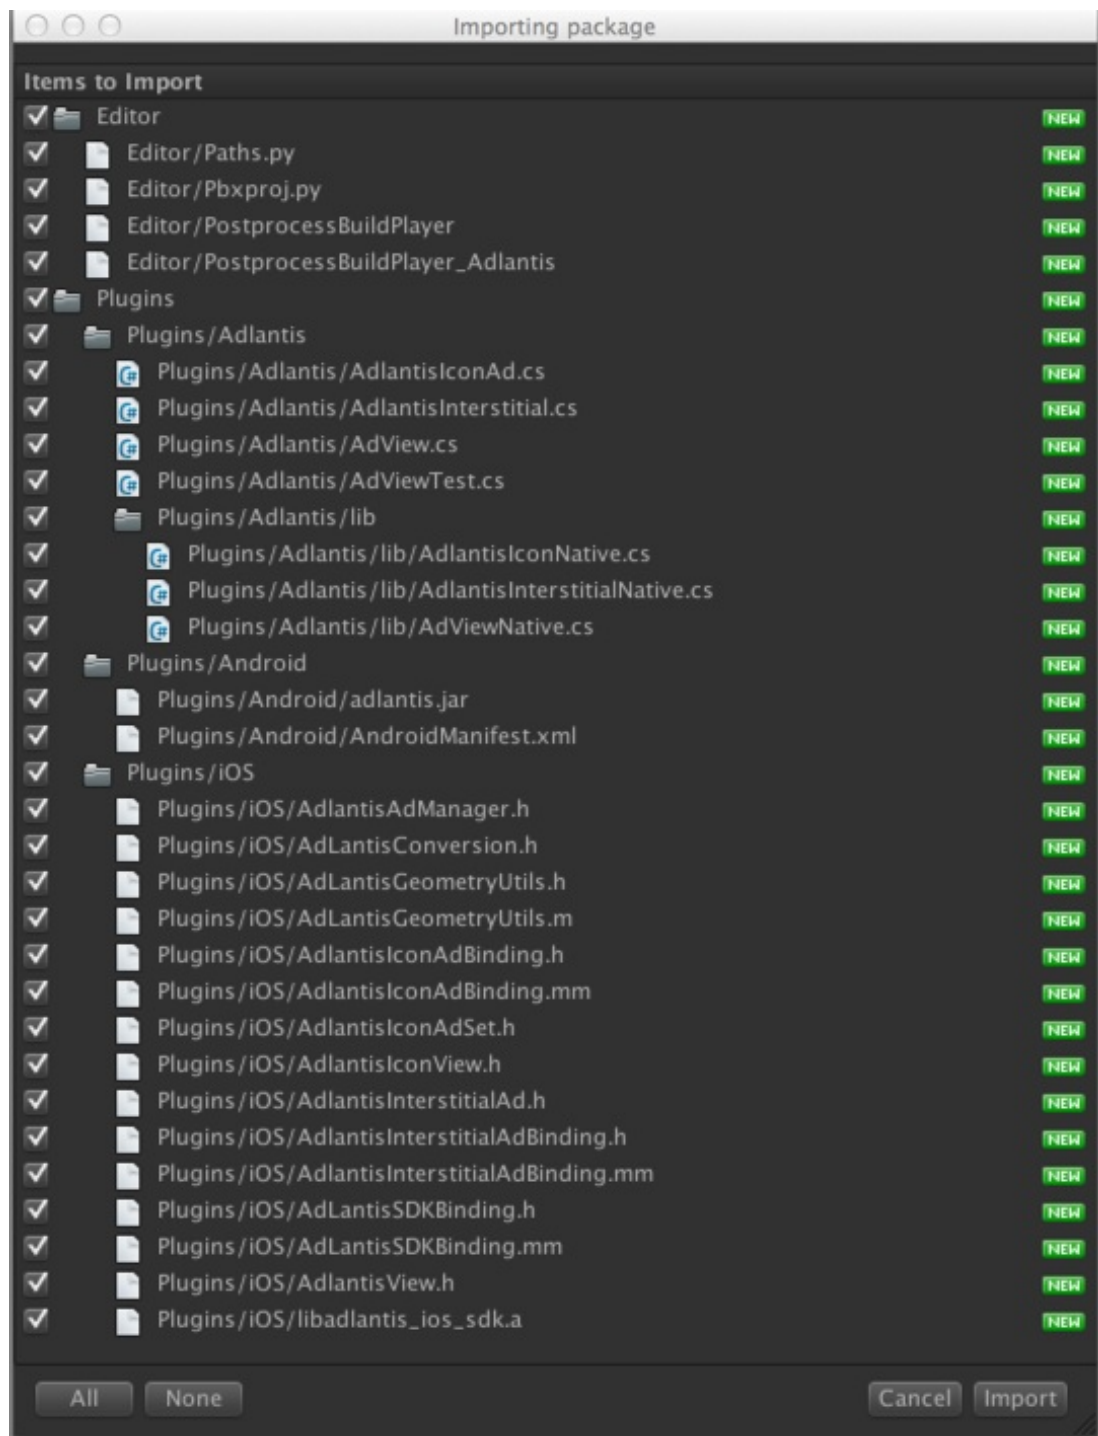 Importing package
Items to Import
Editor NEW
Editor/Paths.py NEW
Editor/Pbxproj.py NEW
Editor/PostprocessBuildPlayer NEW
Editor/PostprocessBuildPlayer_Adlantis NEW
Plugins NEW
Plugins/Adlantis NEW
Plugins/Adlantis/AdlantisIconAd.cs NEW
Plugins/Adlantis/AdlantisInterstitial.cs NEW
Plugins/Adlantis/AdView.cs NEW
Plugins/Adlantis/AdViewTest.cs NEW
Plugins/Adlantis/lib NEW
Plugins/Adlantis/lib/AdlantisIconNative.cs NEW
Plugins/Adlantis/lib/AdlantisInterstitialNative.cs NEW
Plugins/Adlantis/lib/AdViewNative.cs NEW
Plugins/Android NEW
Plugins/Android/adlantis.jar NEW
Plugins/Android/AndroidManifest.xml NEW
Plugins/iOS NEW
Plugins/iOS/AdlantisAdManager.h NEW
Plugins/iOS/AdLantisConversion.h NEW
Plugins/iOS/AdLantisGeometryUtils.h NEW
Plugins/iOS/AdLantisGeometryUtils.m NEW
Plugins/iOS/AdlantisIconAdBinding.h NEW
Plugins/iOS/AdlantisIconAdBinding.mm NEW
Plugins/iOS/AdlantisIconAdSet.h NEW
Plugins/iOS/AdlantisIconView.h NEW
Plugins/iOS/AdlantisInterstitialAd.h NEW
Plugins/iOS/AdlantisInterstitialAdBinding.h NEW
Plugins/iOS/AdlantisInterstitialAdBinding.mm NEW
Plugins/iOS/AdLantisSDKBinding.h NEW
Plugins/iOS/AdLantisSDKBinding.mm NEW
Plugins/iOS/AdlantisView.h NEW
Plugins/iOS/libadlantis_ios_sdk.a NEW
All None Cancel Import